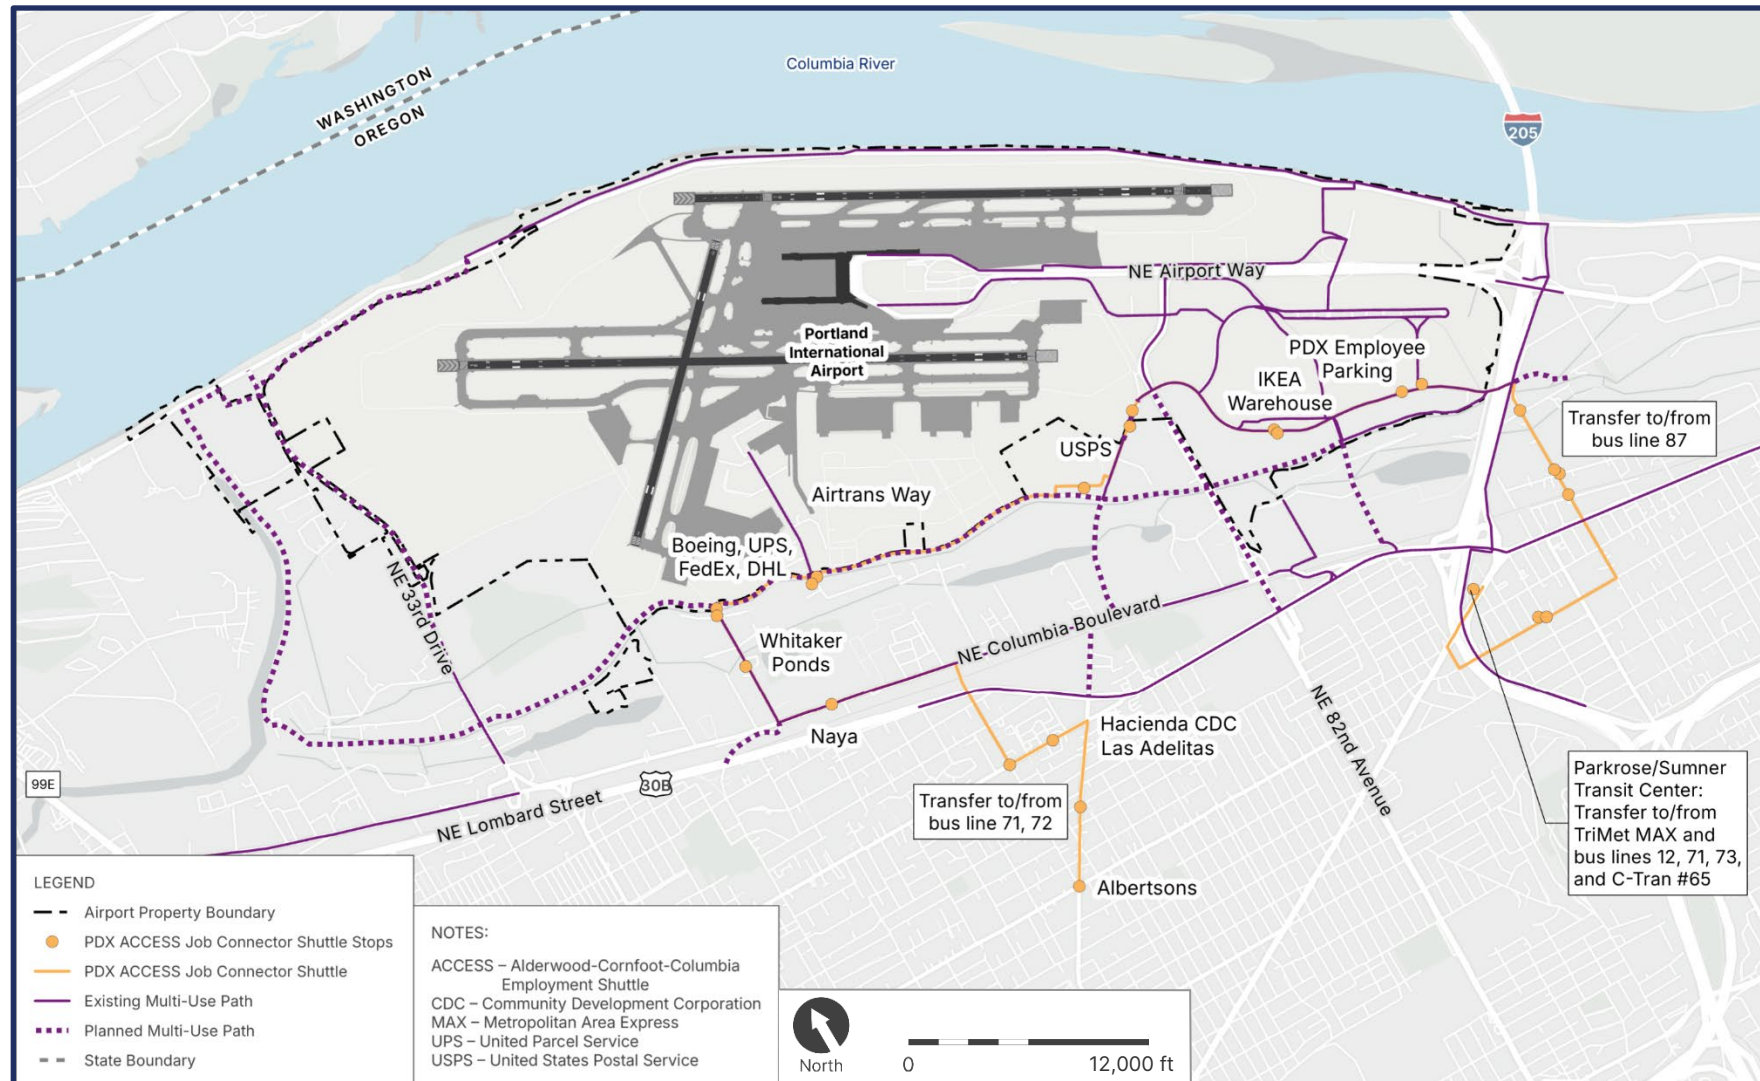 Columbia River
WASHINGTON
OREGON
205
NE Airport Way
Portland
International
Airport
PDX Employee
Parking
IKEA
Warehouse
Transfer to/from
bus line 87
USPS
Airtrans Way
Boeing, UPS,
FedEx, DHL
NE 33rd Drive
Whitaker
Ponds
NE Columbia Boulevard
NE 82nd Avenue
Naya
Hacienda CDC
Las Adelitas
99E
30B
NE Lombard Street
Transfer to/from
bus line 71, 72
Parkrose/Sumner
Transit Center:
Transfer to/from
TriMet MAX and
bus lines 12, 71, 73,
and C-Tran #65
Albertsons
LEGEND
Airport Property Boundary
PDX ACCESS Job Connector Shuttle Stops
PDX ACCESS Job Connector Shuttle
Existing Multi-Use Path
Planned Multi-Use Path
State Boundary
NOTES:
ACCESS – Alderwood-Cornfoot-Columbia
Employment Shuttle
CDC – Community Development Corporation
MAX – Metropolitan Area Express
UPS – United Parcel Service
USPS – United States Postal Service
North
0
12,000 ft